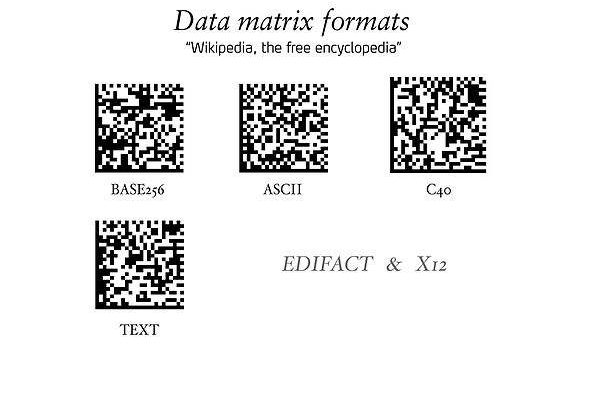 Data matrix formats
“Wikipedia, the free encyclopedia”
BASE256
ASCII
C40
EDIFACT & X12
TEXT